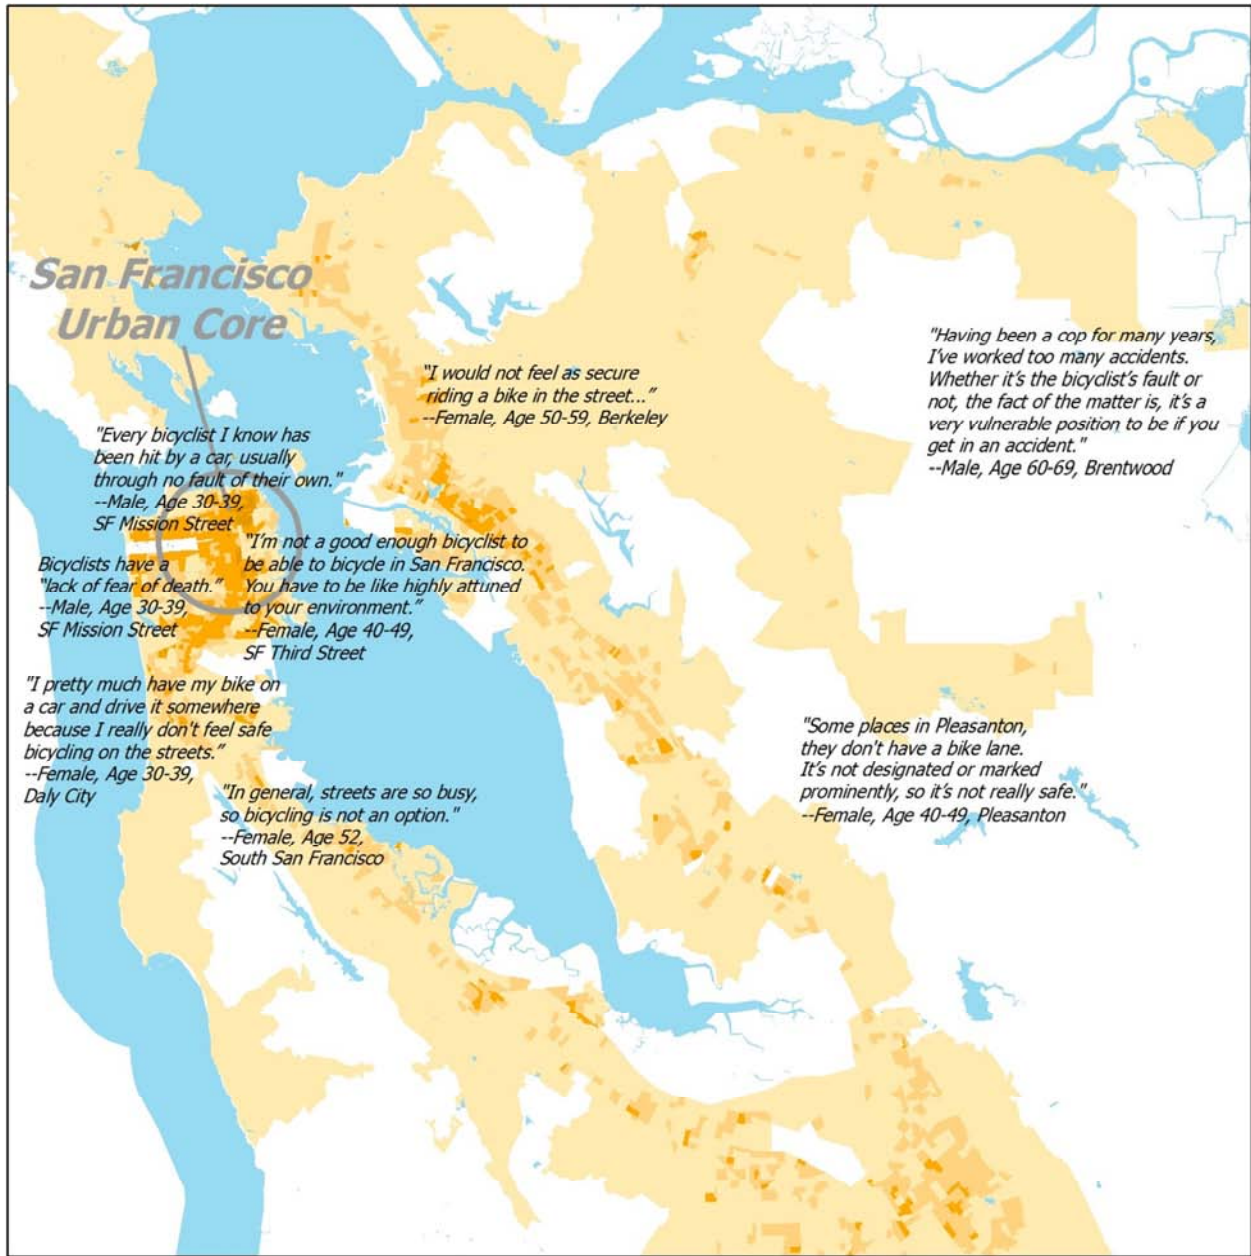 San Francisco
Urban Core
"Having been a cop for many years,
I've worked too many accidents.
Whether it's the bicyclist's fault or
not, the fact of the matter is, it's a
very vulnerable position to be if you
get in an accident."
--Male, Age 60-69, Brentwood
"I would not feel as secure
riding a bike in the street..."
--Female, Age 50-59, Berkeley
"Every bicyclist I know has
been hit by a car, usually
through no fault of their own."
--Male, Age 30-39,
SF Mission Street
"I'm not a good enough bicyclist to
be able to bicycle in San Francisco.
You have to be like highly attuned
to your environment."
--Female, Age 40-49,
SF Third Street
Bicyclists have a
"lack of fear of death."
--Male, Age 30-39,
SF Mission Street
"I pretty much have my bike on
a car and drive it somewhere
because I really don't feel safe
bicycling on the streets."
--Female, Age 30-39,
Daly City
"Some places in Pleasanton,
they don't have a bike lane.
It's not designated or marked
prominently, so it's not really safe."
--Female, Age 40-49, Pleasanton
"In general, streets are so busy,
so bicycling is not an option."
--Female, Age 52,
South San Francisco